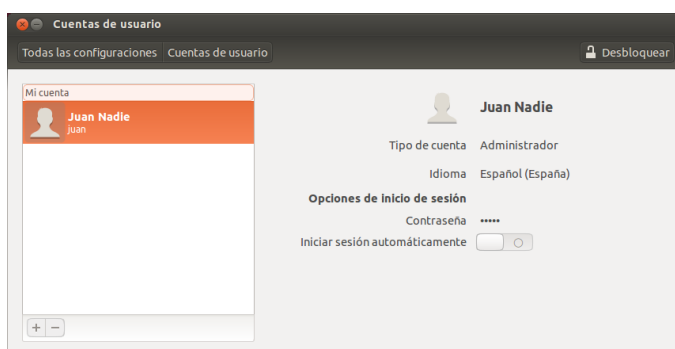 Cuentas de usuario
Todas las configuraciones Cuentas de usuario Desbloquear
Mi cuenta
Juan Nadie
juan
Juan Nadie
Tipo de cuenta Administrador
Idioma Español (España)
Opciones de inicio de sesión
Contraseña •••••
Iniciar sesión automáticamente